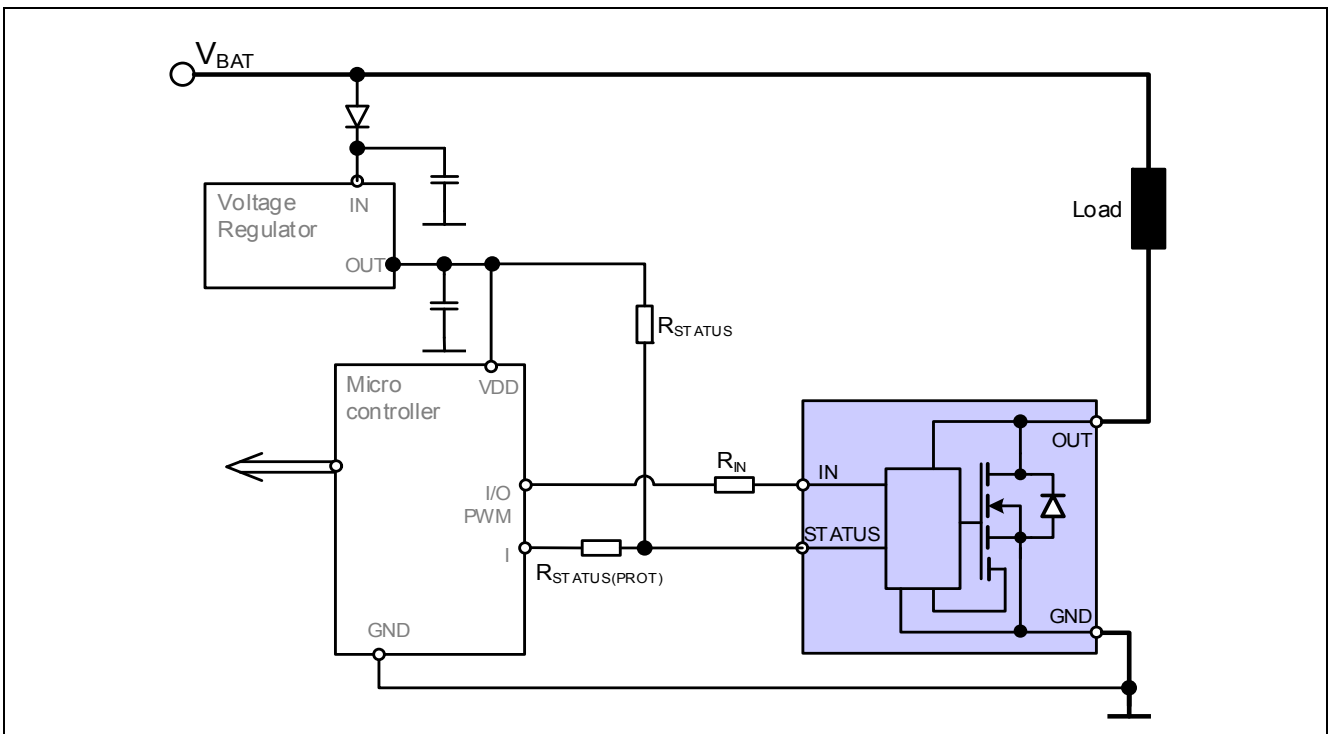 VBAT
Voltage
Regulator
IN
OUT
Load
RSTATUS
Micro
controller
VDD
OUT
RIN
IN
I/O
PWM
STATUS
I
RSTATUS(PROT)
GND
GND